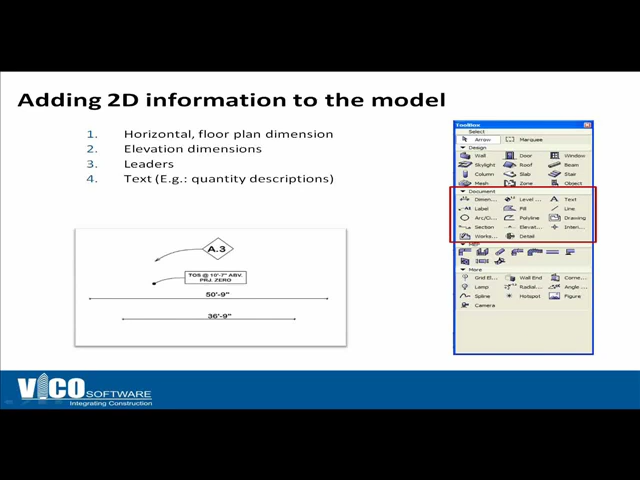 Adding 2D information to the model
1. Horizontal, floor plan dimension
2. Elevation dimensions
3. Leaders
4. Text (E.g.: quantity descriptions)
A.3
TOS @ 10'-7" ABV.
PRJ. ZERO
50'-9"
36'-9"
ToolBox
Select
Arrow Marquee
Design
Wall Door Window
Skylight Roof Beam
Column Slab Stair
Mesh Zone Object
Document
Dimen... Level ... Text
Label Fill Line
Arc/Ci... Polyline Drawing
Section Elevat... Inter...
Works... Detail
MEP
More
Grid El... Wall End Corne...
Lamp Radial... Angle ...
Spline Hotspot Figure
Camera
VICO SOFTWARE
Integrating Construction